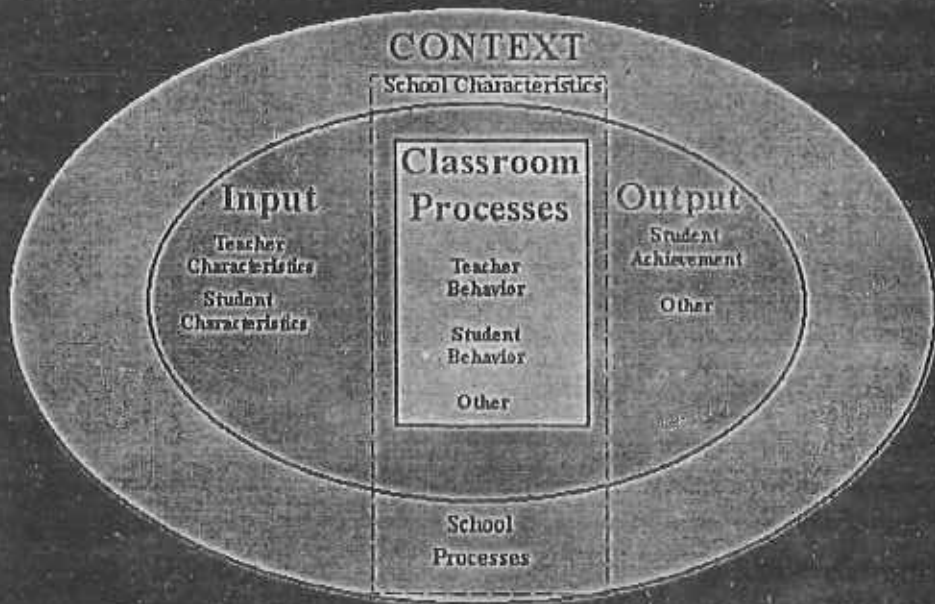 CONTEXT
School Characteristics
Input
Teacher
Characteristics
Student
Characteristics
Classroom
Processes
Teacher
Behavior
Student
Behavior
Other
Output
Student
Achievement
Other
School
Processes